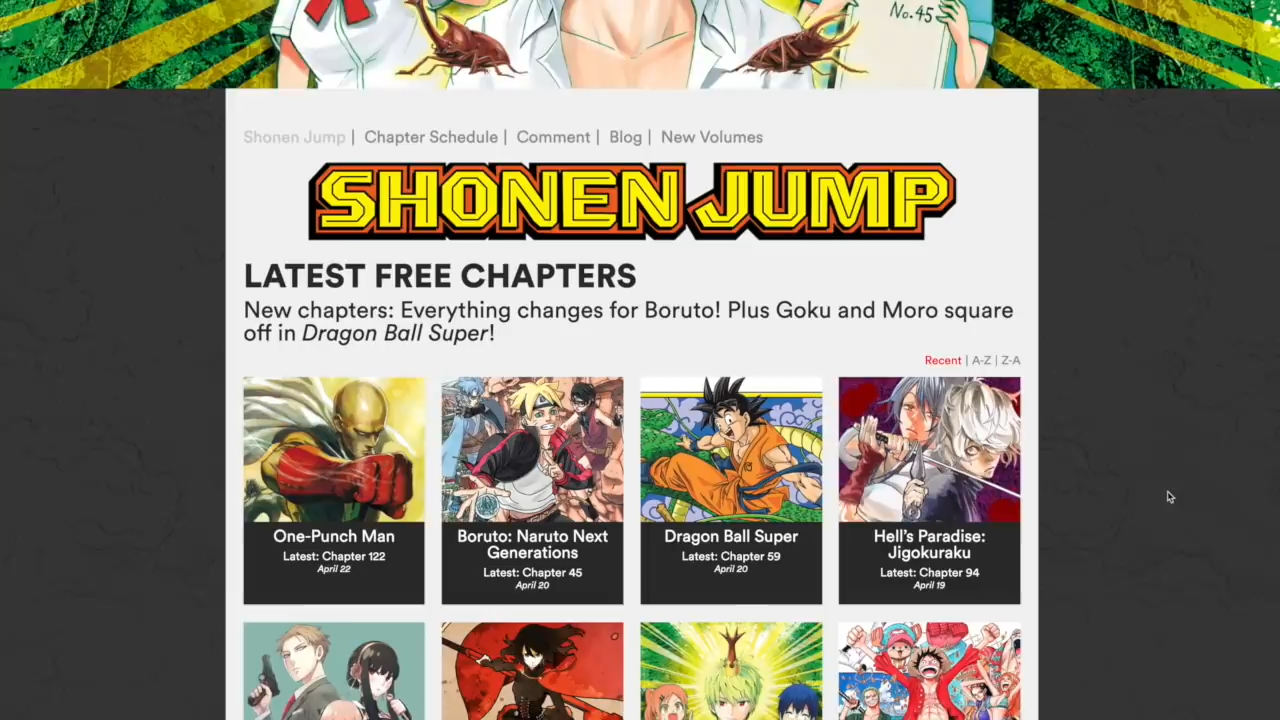 No.45
Shonen Jump | Chapter Schedule | Comment | Blog | New Volumes
SHONEN JUMP
LATEST FREE CHAPTERS
New chapters: Everything changes for Boruto! Plus Goku and Moro square
off in Dragon Ball Super!
Recent | A-Z | Z-A
One-Punch Man
Latest: Chapter 122
April 22
Boruto: Naruto Next
Generations
Latest: Chapter 45
April 20
Dragon Ball Super
Latest: Chapter 59
April 20
Hell's Paradise:
Jigokuraku
Latest: Chapter 94
April 19